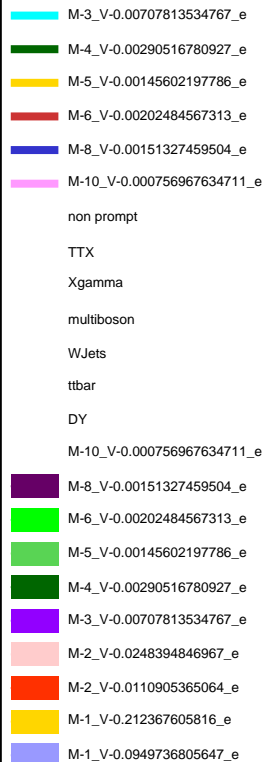 M-3_V-0.00707813534767_e
M-4_V-0.00290516780927_e
M-5_V-0.00145602197786_e
M-6_V-0.00202484567313_e
M-8_V-0.00151327459504_e
M-10_V-0.000756967634711_e
non prompt
TTX
Xgamma
multiboson
WJets
ttbar
DY
M-10_V-0.000756967634711_e
M-8_V-0.00151327459504_e
M-6_V-0.00202484567313_e
M-5_V-0.00145602197786_e
M-4_V-0.00290516780927_e
M-3_V-0.00707813534767_e
M-2_V-0.0248394846967_e
M-2_V-0.0110905365064_e
M-1_V-0.212367605816_e
M-1_V-0.0949736805647_e